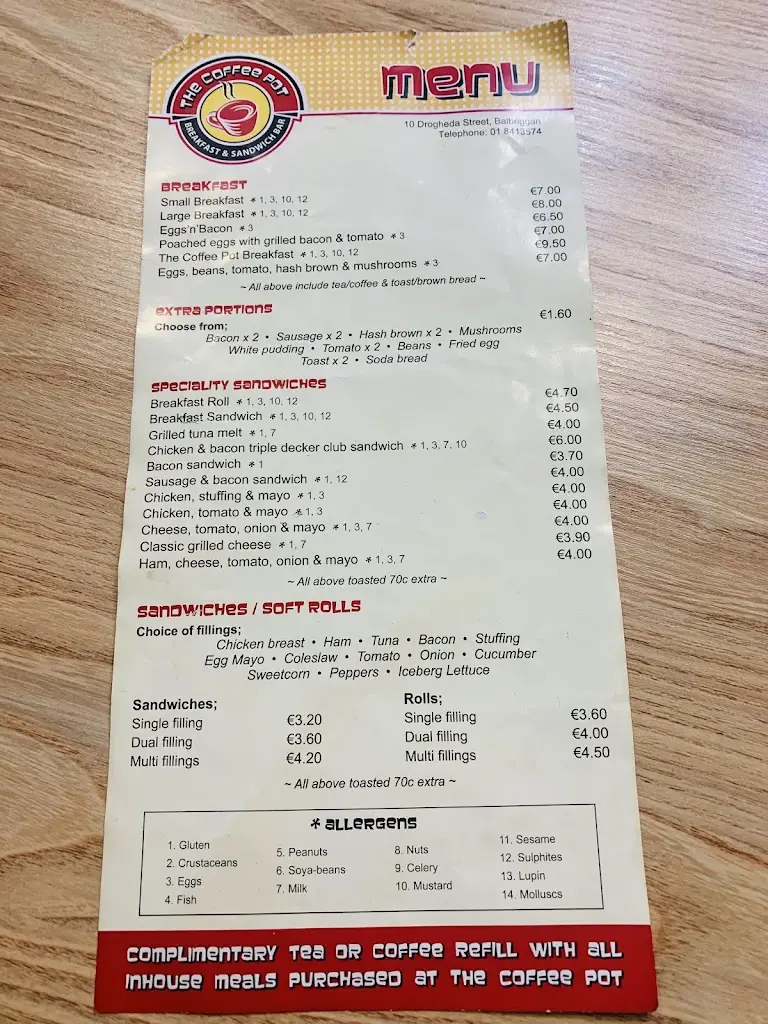 THE COFFEE POT
BREAKFAST & SANDWICH BAR
menu
10 Drogheda Street, Balbriggan
Telephone: 01 8413574
BREAKFAST
Small Breakfast * 1, 3, 10, 12 €7.00
Large Breakfast * 1, 3, 10, 12 €8.00
Eggs'n'Bacon * 3 €6.50
Poached eggs with grilled bacon & tomato * 3 €7.00
The Coffee Pot Breakfast * 1, 3, 10, 12 €9.50
Eggs, beans, tomato, hash brown & mushrooms * 3 €7.00
~ All above include tea/coffee & toast/brown bread ~
EXTRA PORTIONS €1.60
Choose from;
Bacon x 2 • Sausage x 2 • Hash brown x 2 • Mushrooms
White pudding • Tomato x 2 • Beans • Fried egg
Toast x 2 • Soda bread
SPECIALITY SANDWICHES
Breakfast Roll * 1, 3, 10, 12 €4.70
Breakfast Sandwich * 1, 3, 10, 12 €4.50
Grilled tuna melt * 1, 7 €4.00
Chicken & bacon triple decker club sandwich * 1, 3, 7, 10 €6.00
Bacon sandwich * 1 €3.70
Sausage & bacon sandwich * 1, 12 €4.00
Chicken, stuffing & mayo * 1, 3 €4.00
Chicken, tomato & mayo * 1, 3 €4.00
Cheese, tomato, onion & mayo * 1, 3, 7 €4.00
Classic grilled cheese * 1, 7 €3.90
Ham, cheese, tomato, onion & mayo * 1, 3, 7 €4.00
~ All above toasted 70c extra ~
SANDWICHES / SOFT ROLLS
Choice of fillings;
Chicken breast • Ham • Tuna • Bacon • Stuffing
Egg Mayo • Coleslaw • Tomato • Onion • Cucumber
Sweetcorn • Peppers • Iceberg Lettuce
Sandwiches;
Single filling €3.20
Dual filling €3.60
Multi fillings €4.20
Rolls;
Single filling €3.60
Dual filling €4.00
Multi fillings €4.50
~ All above toasted 70c extra ~
* ALLERGENS
1. Gluten
2. Crustaceans
3. Eggs
4. Fish
5. Peanuts
6. Soya-beans
7. Milk
8. Nuts
9. Celery
10. Mustard
11. Sesame
12. Sulphites
13. Lupin
14. Molluscs
COMPLIMENTARY TEA OR COFFEE REFILL WITH ALL
INHOUSE MEALS PURCHASED AT THE COFFEE POT